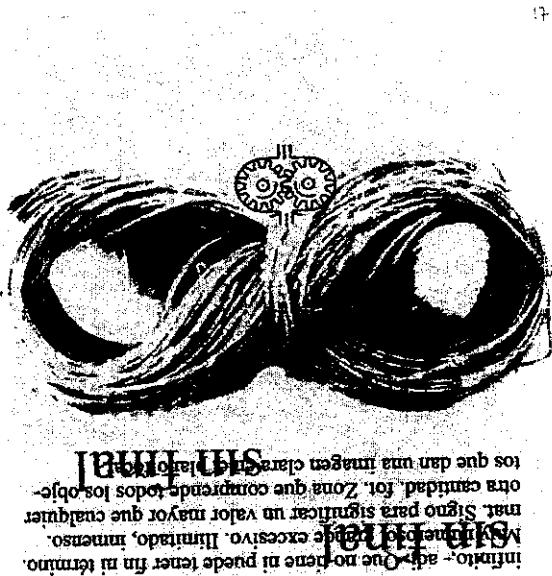 17
infinito,- adj. Que no tiene ni puede tener fin ni término.
Muy numeroso, grande, excesivo. Ilimitado, inmenso.
mat. Signo para significar un valor mayor que cualquier
otra cantidad. fot. Zona que comprende todos los obje-
tos que dan una imagen clara en el plano focal.
sin final
sin final